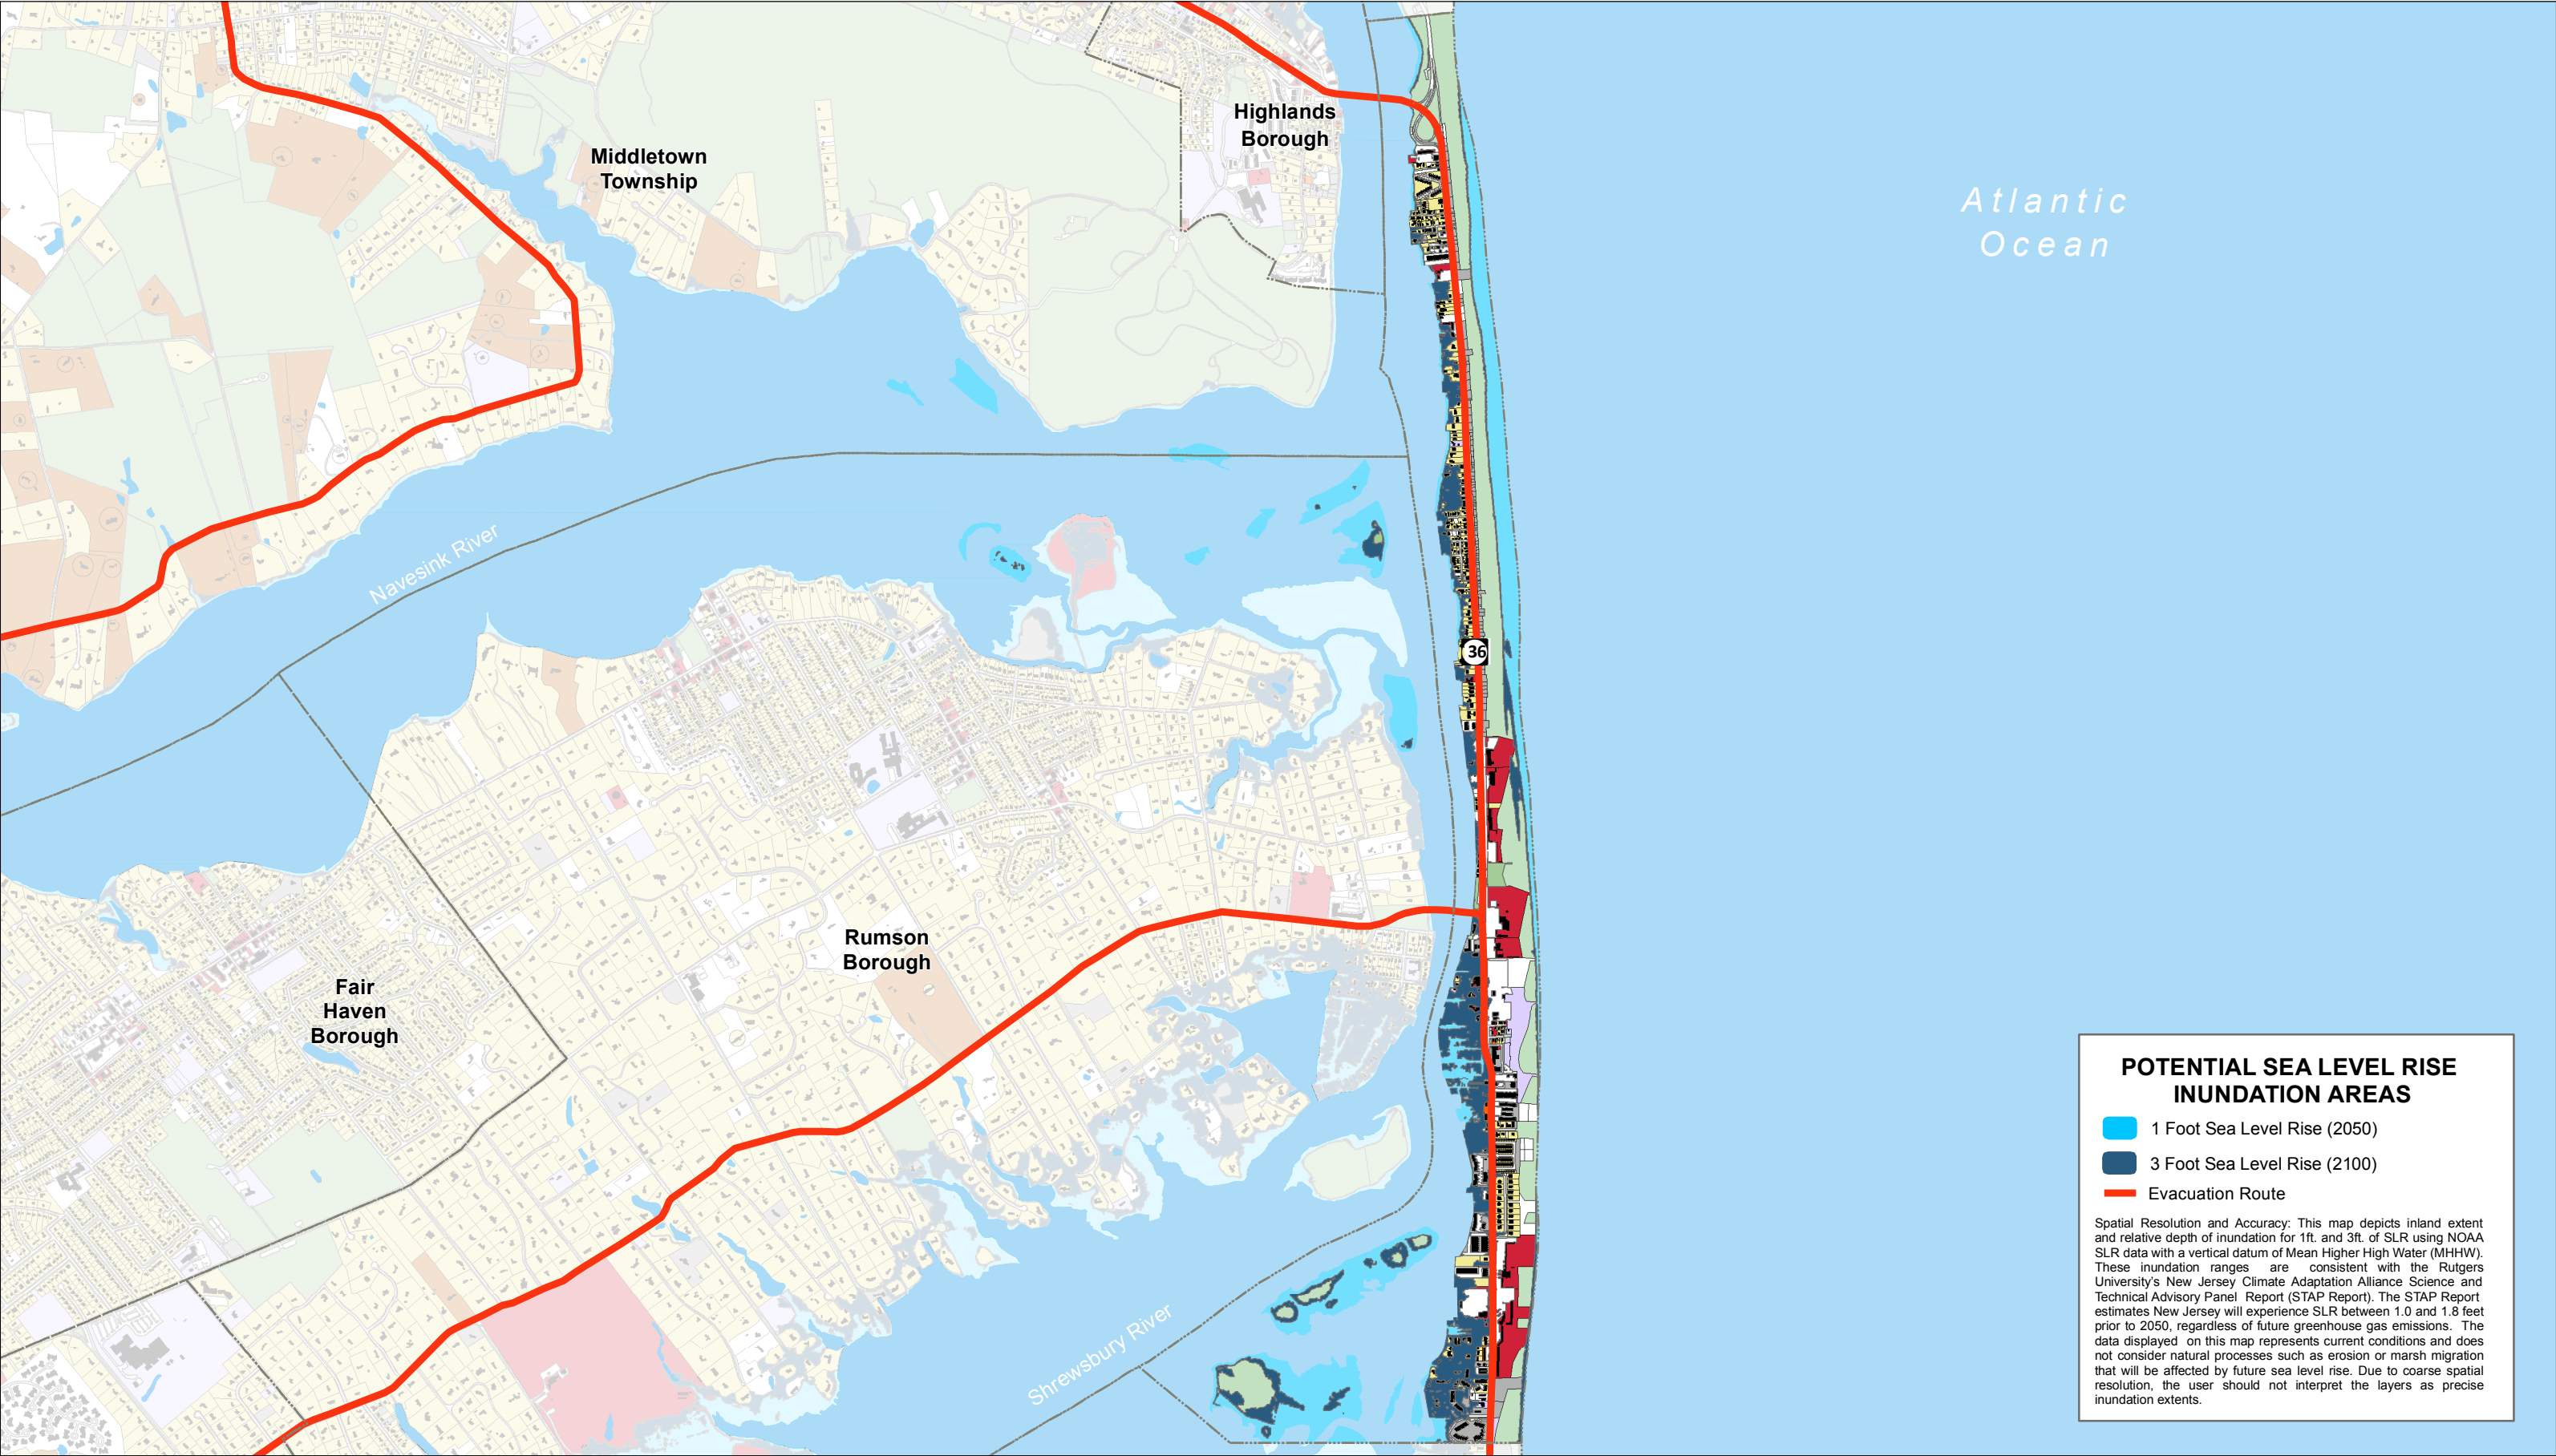 Highlands
Borough
Middletown
Township
Atlantic
Ocean
Navesink River
36
Rumson
Borough
Fair
Haven
Borough
Shrewsbury River
POTENTIAL SEA LEVEL RISE
INUNDATION AREAS
1 Foot Sea Level Rise (2050)
3 Foot Sea Level Rise (2100)
Evacuation Route
Spatial Resolution and Accuracy: This map depicts inland extent
and relative depth of inundation for 1ft. and 3ft. of SLR using NOAA
SLR data with a vertical datum of Mean Higher High Water (MHHW).
These inundation ranges are consistent with the Rutgers
University's New Jersey Climate Adaptation Alliance Science and
Technical Advisory Panel Report (STAP Report). The STAP Report
estimates New Jersey will experience SLR between 1.0 and 1.8 feet
prior to 2050, regardless of future greenhouse gas emissions. The
data displayed on this map represents current conditions and does
not consider natural processes such as erosion or marsh migration
that will be affected by future sea level rise. Due to coarse spatial
resolution, the user should not interpret the layers as precise
inundation extents.